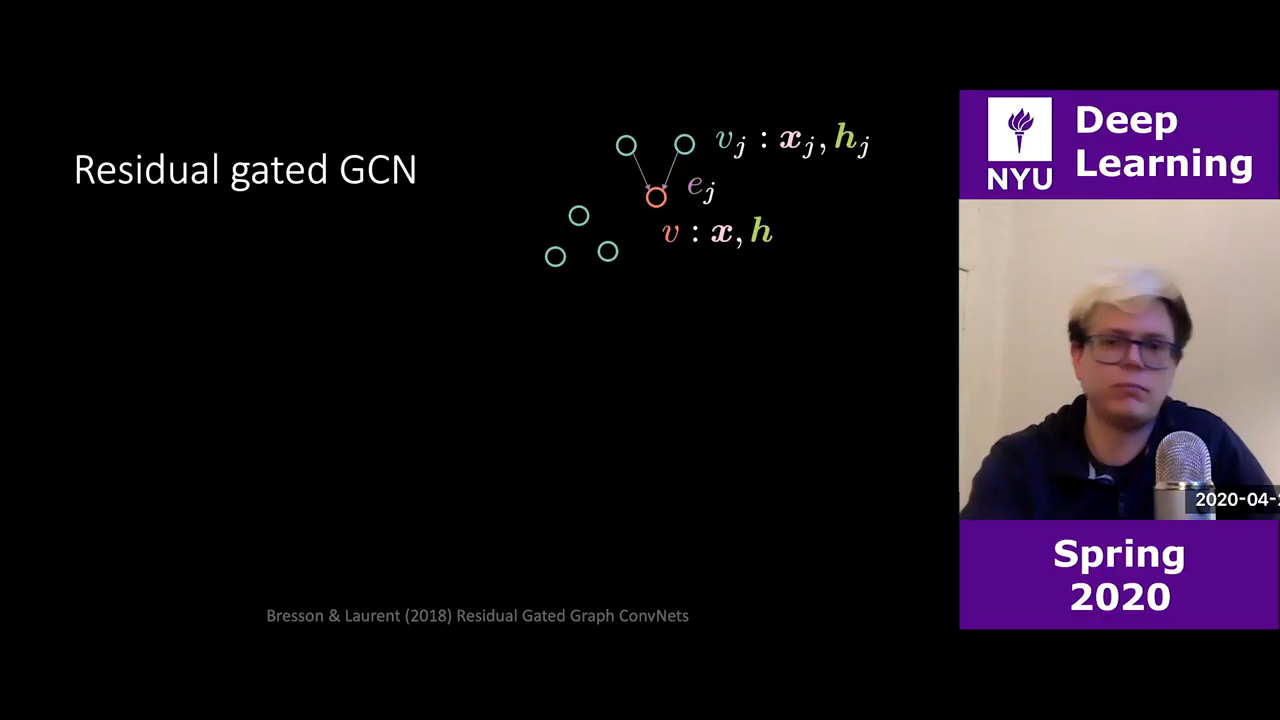 Residual gated GCN
v_j : x_j, h_j
e_j
v : x, h
Bresson & Laurent (2018) Residual Gated Graph ConvNets
NYU
Deep
Learning
2020-04-2
Spring
2020